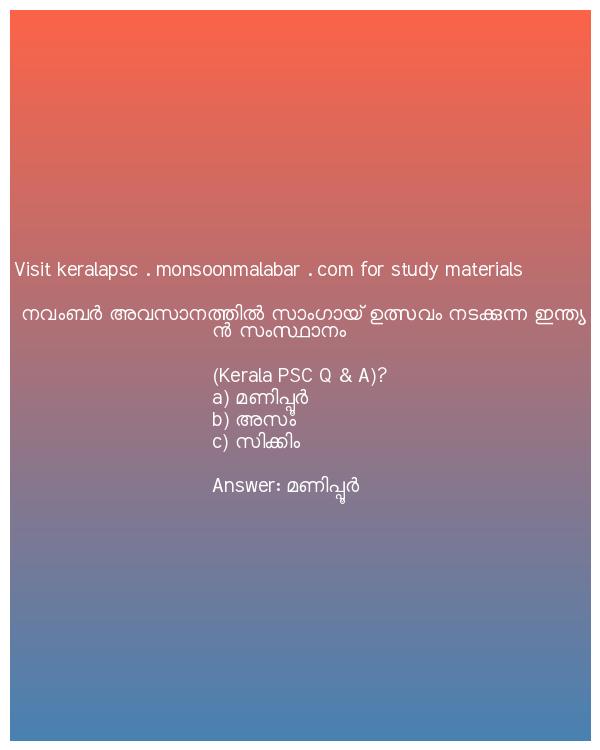 Visit keralapsc . monsoonmalabar . com for study materials
നവംബർ അവസാനത്തിൽ സാംഗായ് ഉത്സവം നടക്കുന്ന ഇന്ത്യ
ൻ സംസ്ഥാനം
(Kerala PSC Q & A)?
a) മണിപ്പൂർ
b) അസം
c) സിക്കിം
Answer: മണിപ്പൂർ